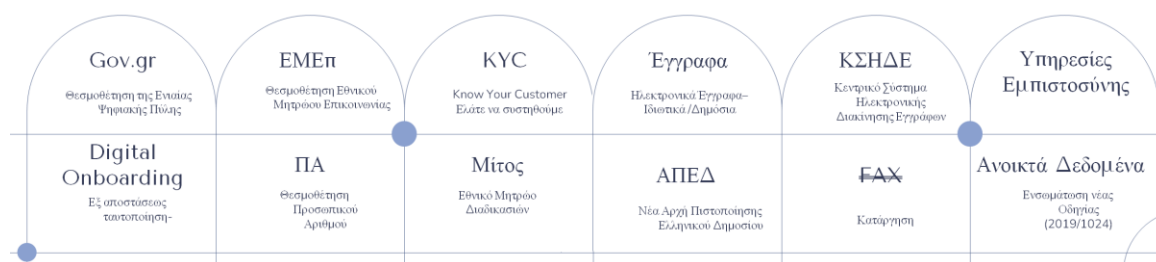 Gov.gr
Θεσμοθέτηση της Ενιαίας
Ψηφιακής Πύλης
ΕΜΕπ
Θεσμοθέτηση Εθνικού
Μητρώου Επικοινωνίας
KYC
Know Your Customer
Ελάτε να συστηθούμε
Έγγραφα
Ηλεκτρονικά Έγγραφα–
Ιδιωτικά/Δημόσια
ΚΣΗΔΕ
Κεντρικό Σύστημα
Ηλεκτρονικής
Διακίνησης Εγγράφων
Υπηρεσίες
Εμπιστοσύνης
Digital
Onboarding
Εξ αποστάσεως
ταυτοποίηση-
ΠΑ
Θεσμοθέτηση
Προσωπικού
Αριθμού
Μίτος
Εθνικό Μητρώο
Διαδικασιών
ΑΠΕΔ
Νέα Αρχή Πιστοποίησης
Ελληνικού Δημοσίου
FAX
Κατάργηση
Ανοικτά Δεδομένα
Ενσωμάτωση νέας
Οδηγίας
(2019/1024)